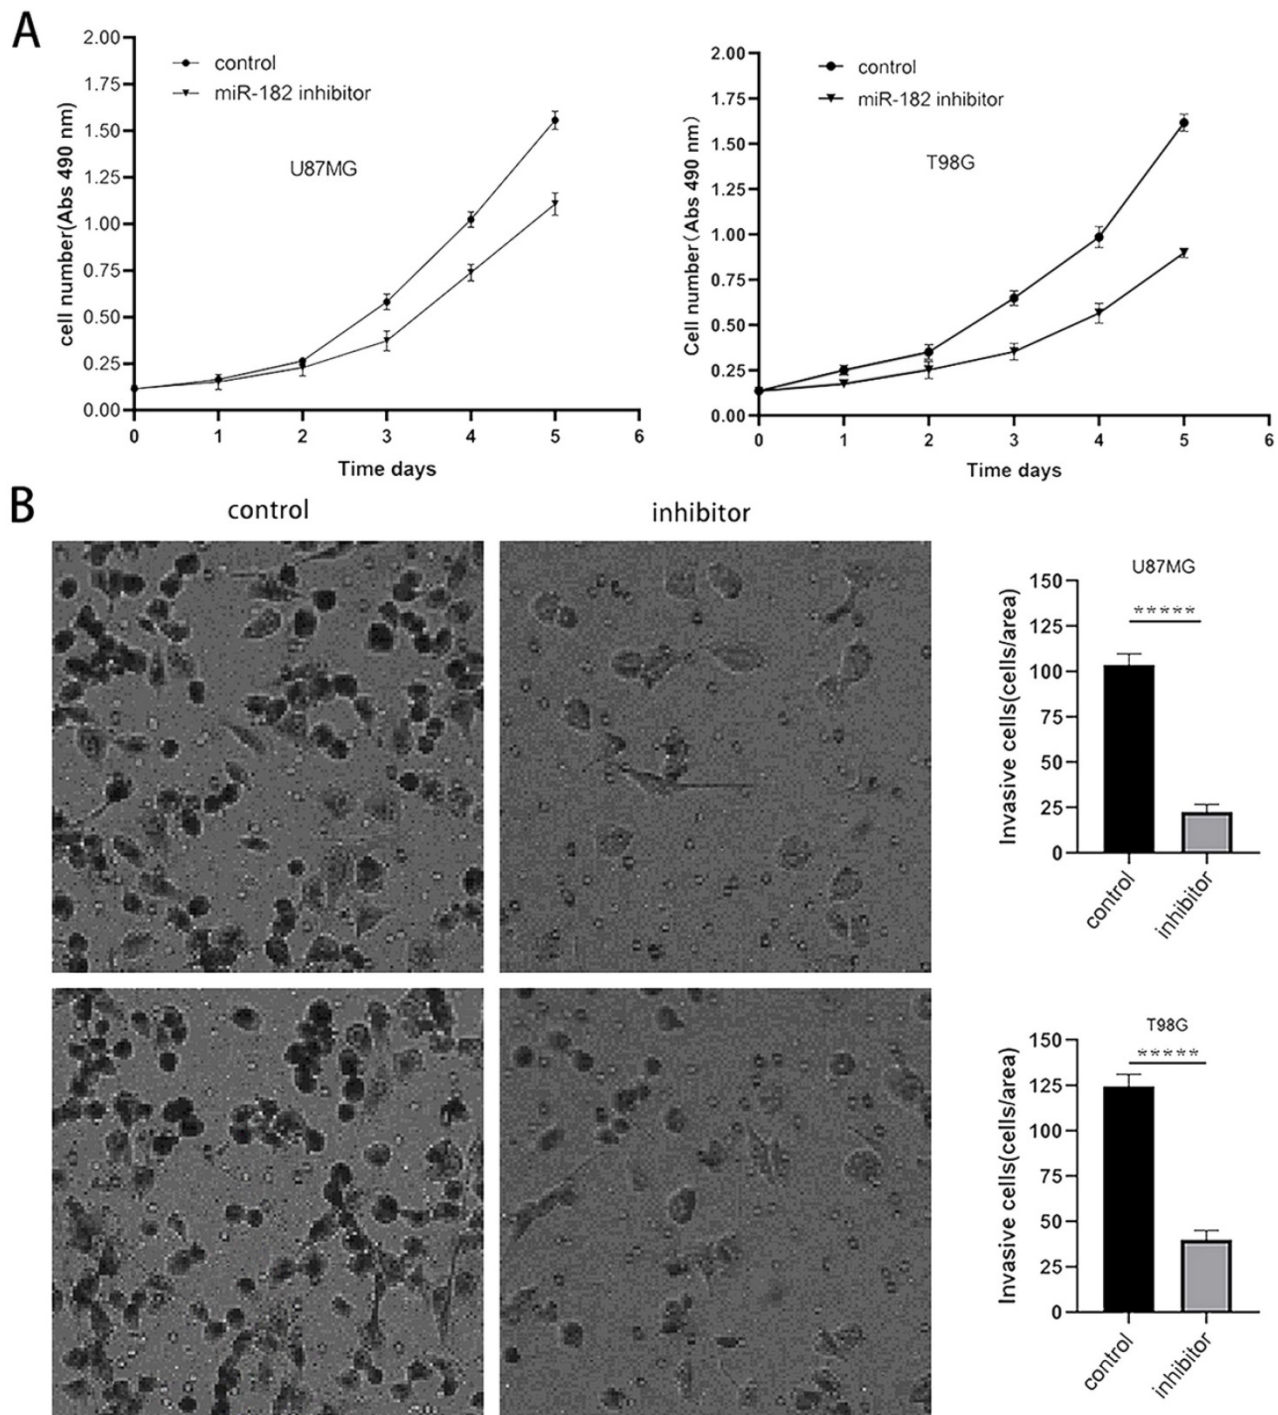 A
2.00
1.75
1.50
1.25
1.00
0.75
0.50
0.25
0.00
cell number(Abs 490 nm)
control
miR-182 inhibitor
U87MG
0 1 2 3 4 5 6
Time days
2.00
1.75
1.50
1.25
1.00
0.75
0.50
0.25
0.00
Cell number(Abs 490 nm)
control
miR-182 inhibitor
T98G
0 1 2 3 4 5 6
Time days
B
control
inhibitor
U87MG
*****
150
125
100
75
50
25
0
Invasive cells(cells/area)
control
inhibitor
T98G
*****
150
125
100
75
50
25
0
Invasive cells(cells/area)
control
inhibitor